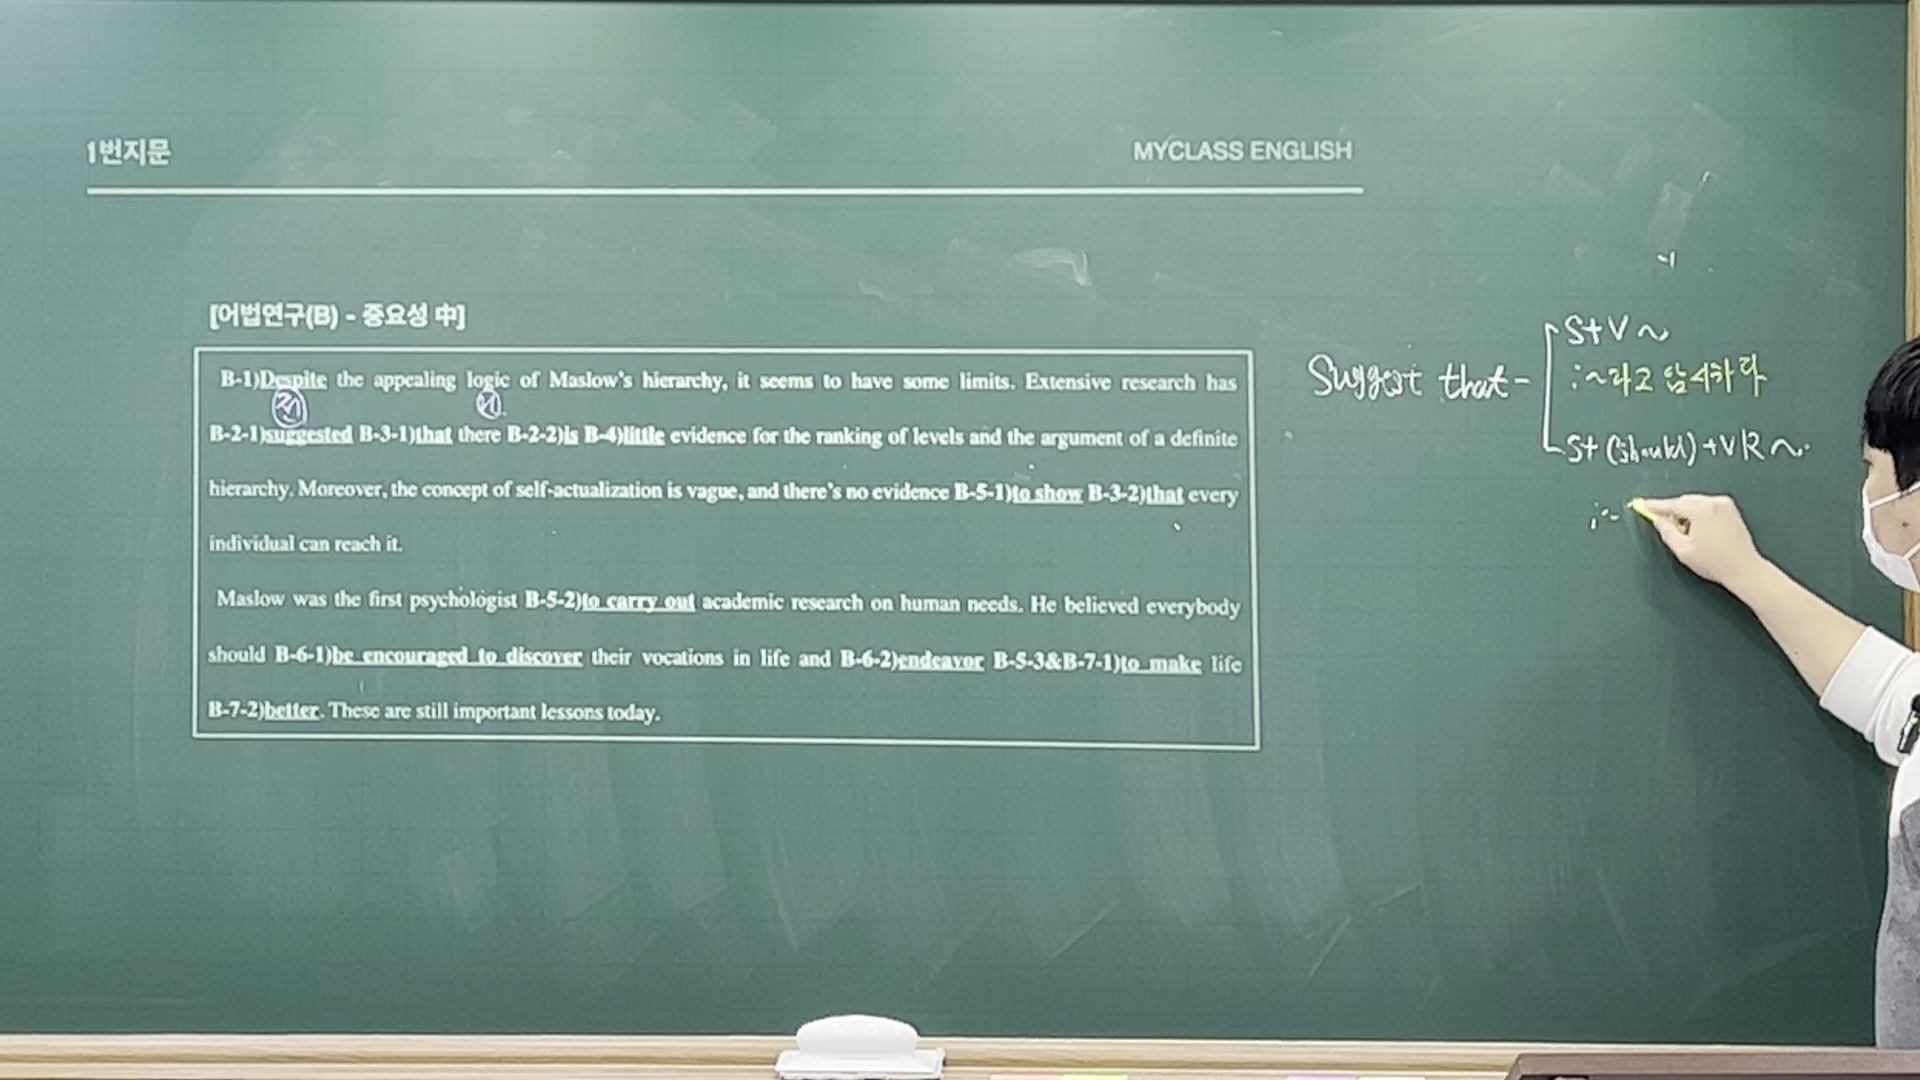 1번지문
MYCLASS ENGLISH
[어법연구(B) - 중요성 中]
B-1)Despite the appealing logic of Maslow's hierarchy, it seems to have some limits. Extensive research has
전 명
B-2-1)suggested B-3-1)that there B-2-2)is B-4)little evidence for the ranking of levels and the argument of a definite
hierarchy. Moreover, the concept of self-actualization is vague, and there's no evidence B-5-1)to show B-3-2)that every
individual can reach it.
Maslow was the first psychologist B-5-2)to carry out academic research on human needs. He believed everybody
should B-6-1)be encouraged to discover their vocations in life and B-6-2)endeavor B-5-3&B-7-1)to make life
B-7-2)better. These are still important lessons today.
S+V ~
Suggest that -
: ~라고 암시하다
S+ (should) +VR ~.
: ~